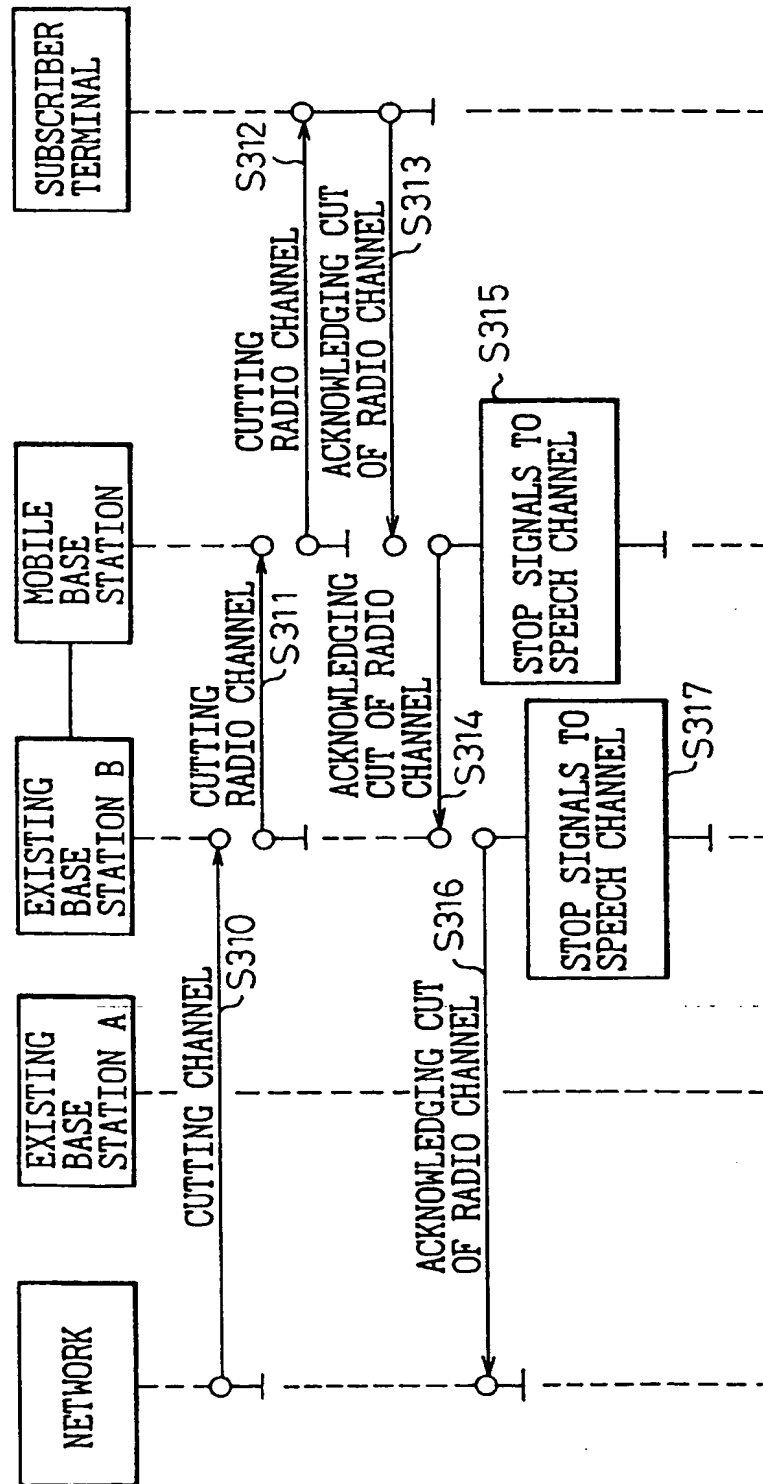 NETWORK
EXISTING
BASE
STATION A
EXISTING
BASE
STATION B
MOBILE
BASE
STATION
SUBSCRIBER
TERMINAL
CUTTING CHANNEL
S310
CUTTING
RADIO CHANNEL
S311
CUTTING
RADIO CHANNEL
S312
ACKNOWLEDGING CUT
OF RADIO CHANNEL
S313
ACKNOWLEDGING
CUT OF RADIO
CHANNEL
S314
STOP SIGNALS TO
SPEECH CHANNEL
S315
ACKNOWLEDGING CUT
OF RADIO CHANNEL
S316
STOP SIGNALS TO
SPEECH CHANNEL
S317